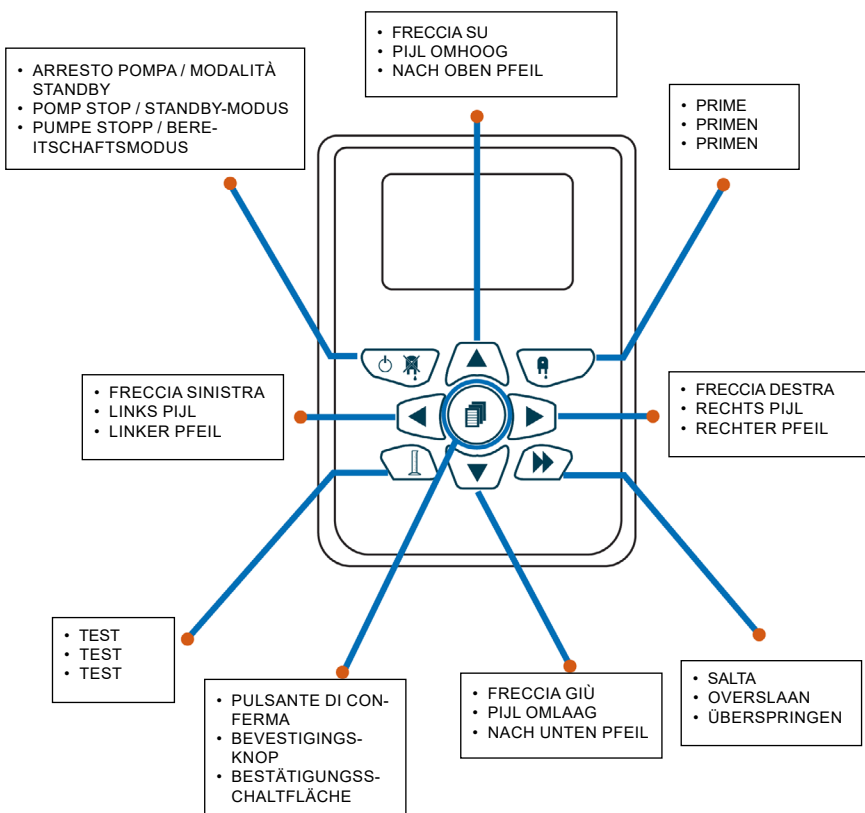 • FRECCIA SU
• PIJL OMHOOG
• NACH OBEN PFEIL
• ARRESTO POMPA / MODALITÀ
STANDBY
• POMP STOP / STANDBY-MODUS
• PUMPE STOPP / BERE-
ITSCHAFTSMODUS
• PRIME
• PRIMEN
• PRIMEN
• FRECCIA SINISTRA
• LINKS PIJL
• LINKER PFEIL
• FRECCIA DESTRA
• RECHTS PIJL
• RECHTER PFEIL
• TEST
• TEST
• TEST
• PULSANTE DI CON-
FERMA
• BEVESTIGINGS-
KNOP
• BESTÄTIGUNGSS-
CHALTFLÄCHE
• FRECCIA GIÙ
• PIJL OMLAAG
• NACH UNTEN PFEIL
• SALTA
• OVERSLAAN
• ÜBERSPRINGEN